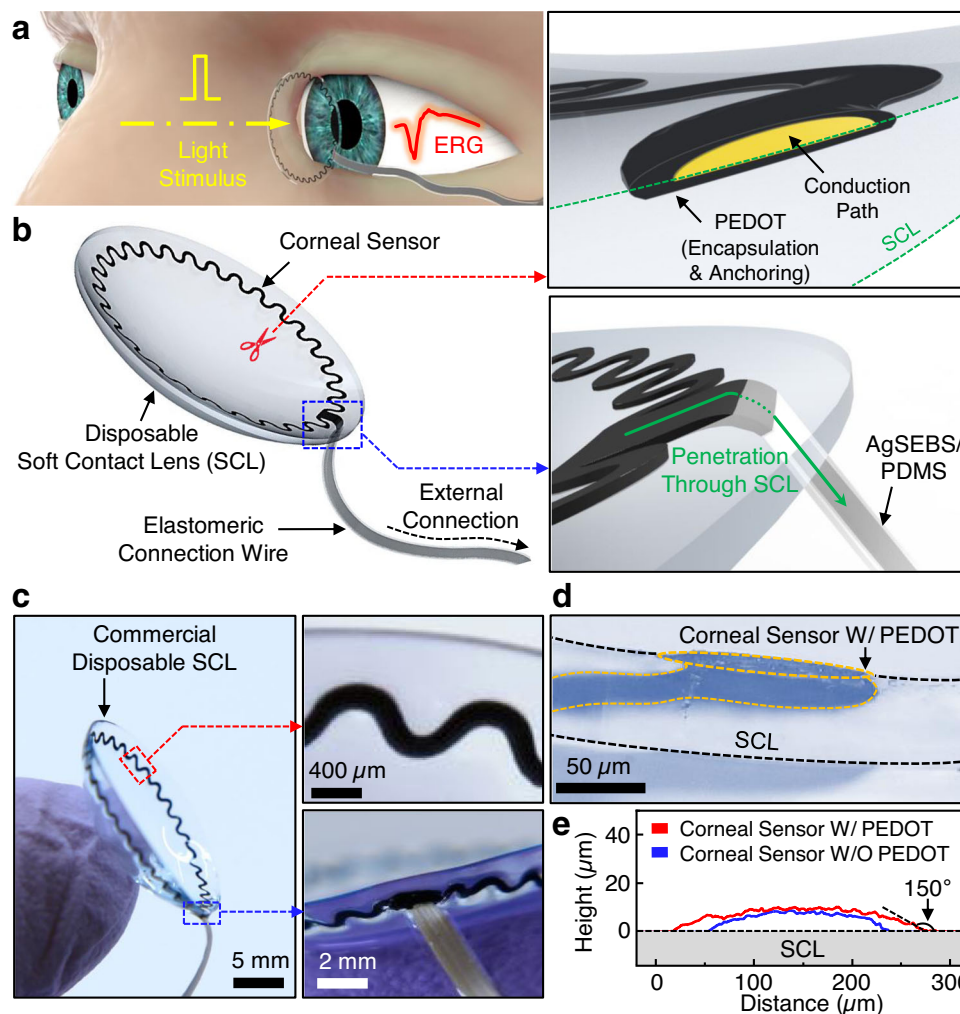 a
Light
Stimulus
ERG
Conduction
Path
PEDOT
(Encapsulation
& Anchoring)
SCL
b
Corneal Sensor
Disposable
Soft Contact Lens (SCL)
Elastomeric
Connection Wire
External
Connection
Penetration
Through SCL
AgSEBS/
PDMS
c
Commercial
Disposable SCL
5 mm
400 µm
2 mm
d
Corneal Sensor W/ PEDOT
SCL
50 µm
e
Corneal Sensor W/ PEDOT
Corneal Sensor W/O PEDOT
150°
Height (µm)
40
20
0
SCL
0 100 200 300
Distance (µm)